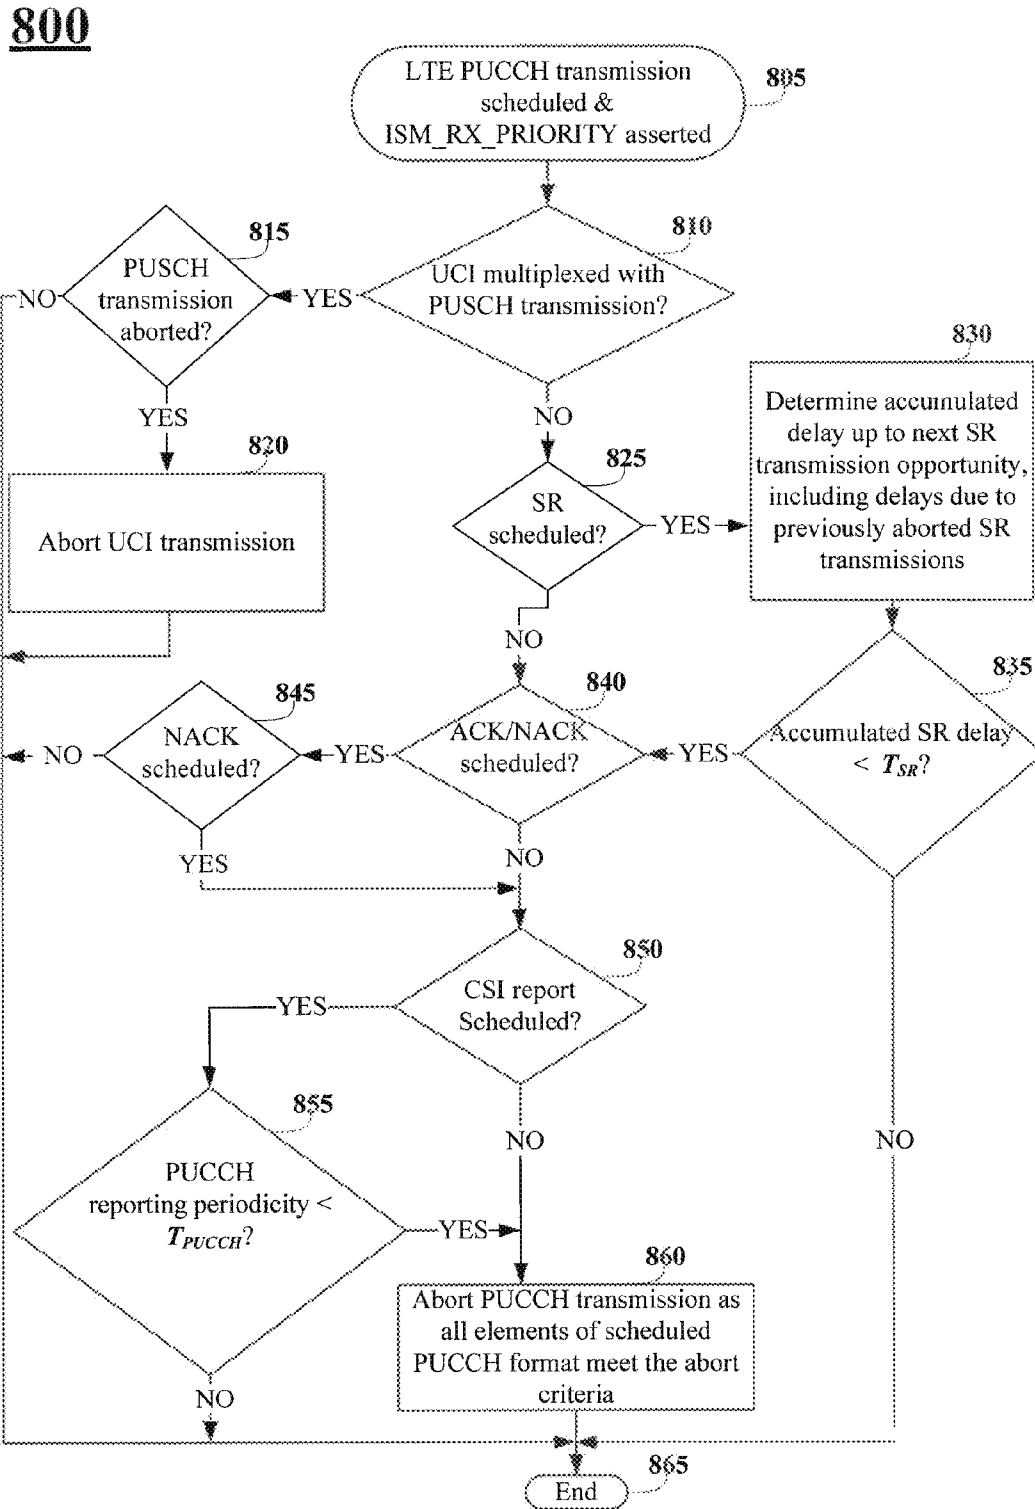 800
LTE PUCCH transmission
scheduled &
ISM_RX_PRIORITY asserted
805
810
UCI multiplexed with
PUSCH transmission?
YES
815
PUSCH
transmission
aborted?
NO
YES
820
Abort UCI transmission
NO
825
SR
scheduled?
YES
830
Determine accumulated
delay up to next SR
transmission opportunity,
including delays due to
previously aborted SR
transmissions
NO
835
Accumulated SR delay
< TSR?
YES
840
ACK/NACK
scheduled?
YES
845
NACK
scheduled?
NO
YES
NO
850
CSI report
Scheduled?
YES
NO
NO
855
PUCCH
reporting periodicity <
TPUCCH?
YES
NO
860
Abort PUCCH transmission as
all elements of scheduled
PUCCH format meet the abort
criteria
865
End